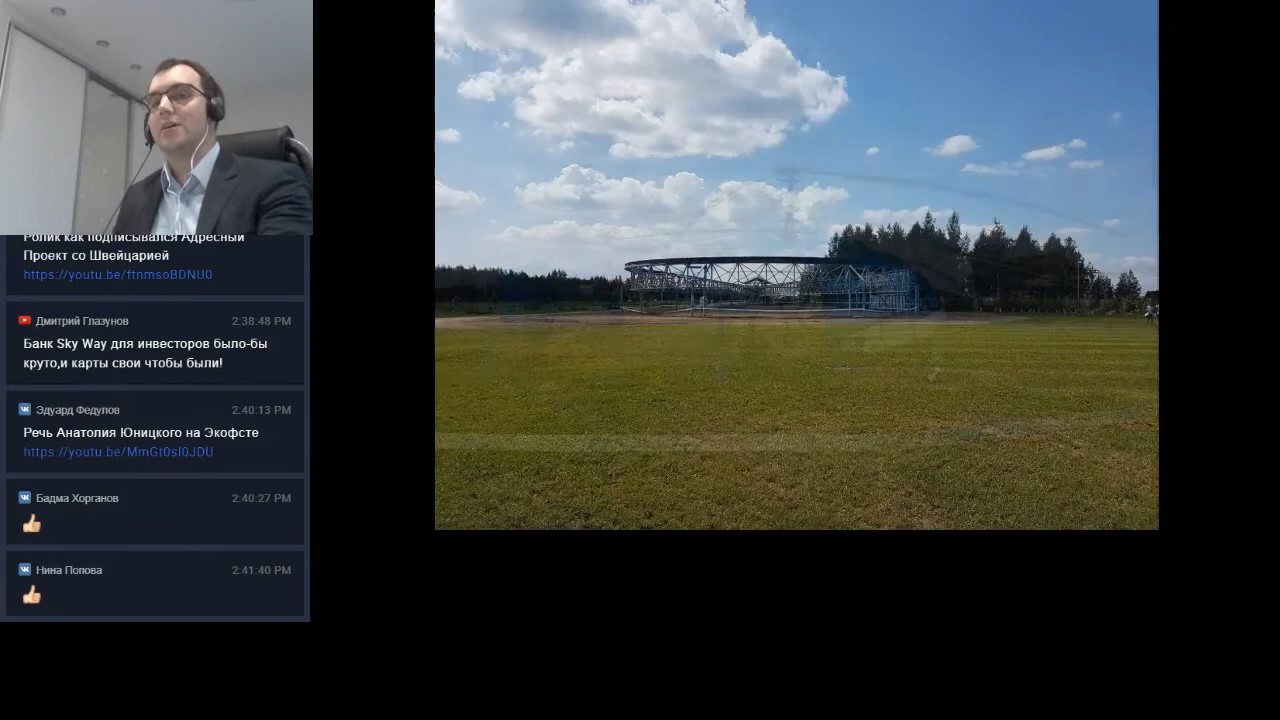 Ролик как подписывался Адресный
Проект со Швейцарией
https://youtu.be/ftnmsoBDNU0
Дмитрий Глазунов 2:38:48 PM
Банк Sky Way для инвесторов было-бы
круто,и карты свои чтобы были!
Эдуард Федулов 2:40:13 PM
Речь Анатолия Юницкого на Экофсте
https://youtu.be/MmGt0sI0JDU
Бадма Хорганов 2:40:27 PM
Нина Попова 2:41:40 PM